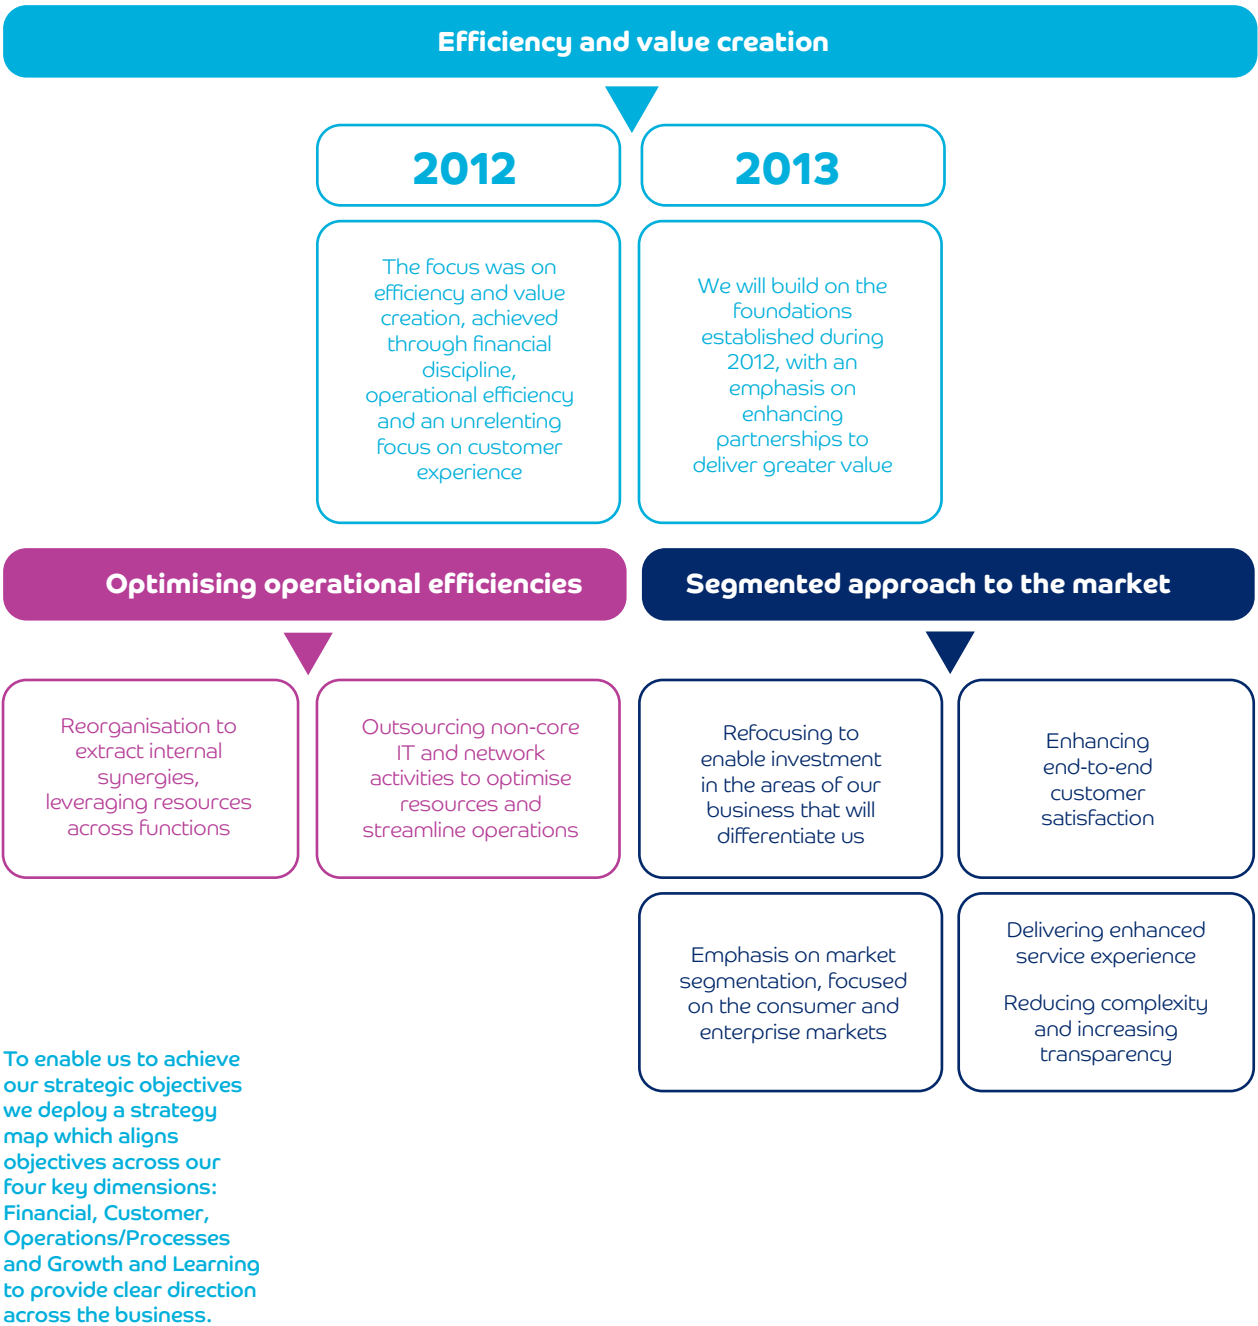 Efficiency and value creation
2012
The focus was on
efficiency and value
creation, achieved
through financial
discipline,
operational efficiency
and an unrelenting
focus on customer
experience
2013
We will build on the
foundations
established during
2012, with an
emphasis on
enhancing
partnerships to
deliver greater value
Optimising operational efficiencies
Reorganisation to
extract internal
synergies,
leveraging resources
across functions
Outsourcing non-core
IT and network
activities to optimise
resources and
streamline operations
Segmented approach to the market
Refocusing to
enable investment
in the areas of our
business that will
differentiate us
Enhancing
end-to-end
customer
satisfaction
Emphasis on market
segmentation, focused
on the consumer and
enterprise markets
Delivering enhanced
service experience
Reducing complexity
and increasing
transparency
To enable us to achieve
our strategic objectives
we deploy a strategy
map which aligns
objectives across our
four key dimensions:
Financial, Customer,
Operations/Processes
and Growth and Learning
to provide clear direction
across the business.